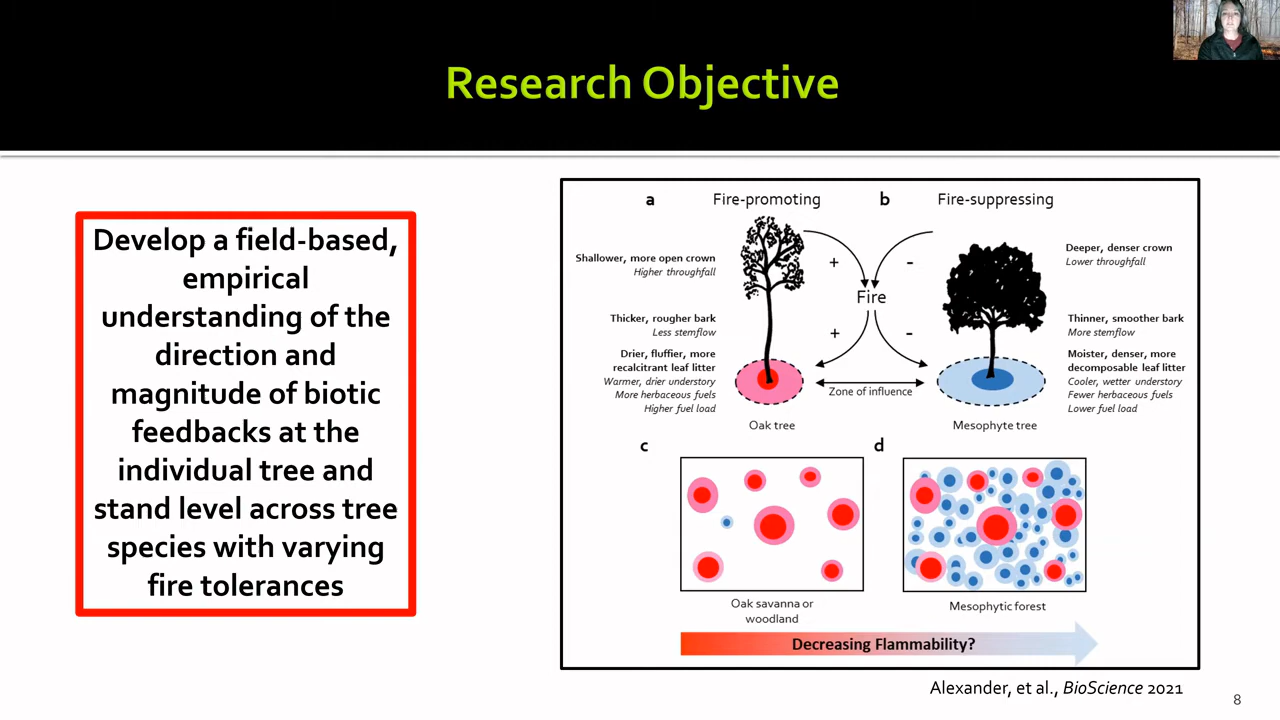 Research Objective
Develop a field-based,
empirical
understanding of the
direction and
magnitude of biotic
feedbacks at the
individual tree and
stand level across tree
species with varying
fire tolerances
a
Fire-promoting
b
Fire-suppressing
Shallower, more open crown
Higher throughfall
+
-
Deeper, denser crown
Lower throughfall
Fire
Thicker, rougher bark
Less stemflow
+
-
Thinner, smoother bark
More stemflow
Drier, fluffier, more
recalcitrant leaf litter
Warmer, drier understory
More herbaceous fuels
Higher fuel load
Zone of influence
Moister, denser, more
decomposable leaf litter
Cooler, wetter understory
Fewer herbaceous fuels
Lower fuel load
Oak tree
Mesophyte tree
c
d
Oak savanna or
woodland
Mesophytic forest
Decreasing Flammability?
Alexander, et al., BioScience 2021
8